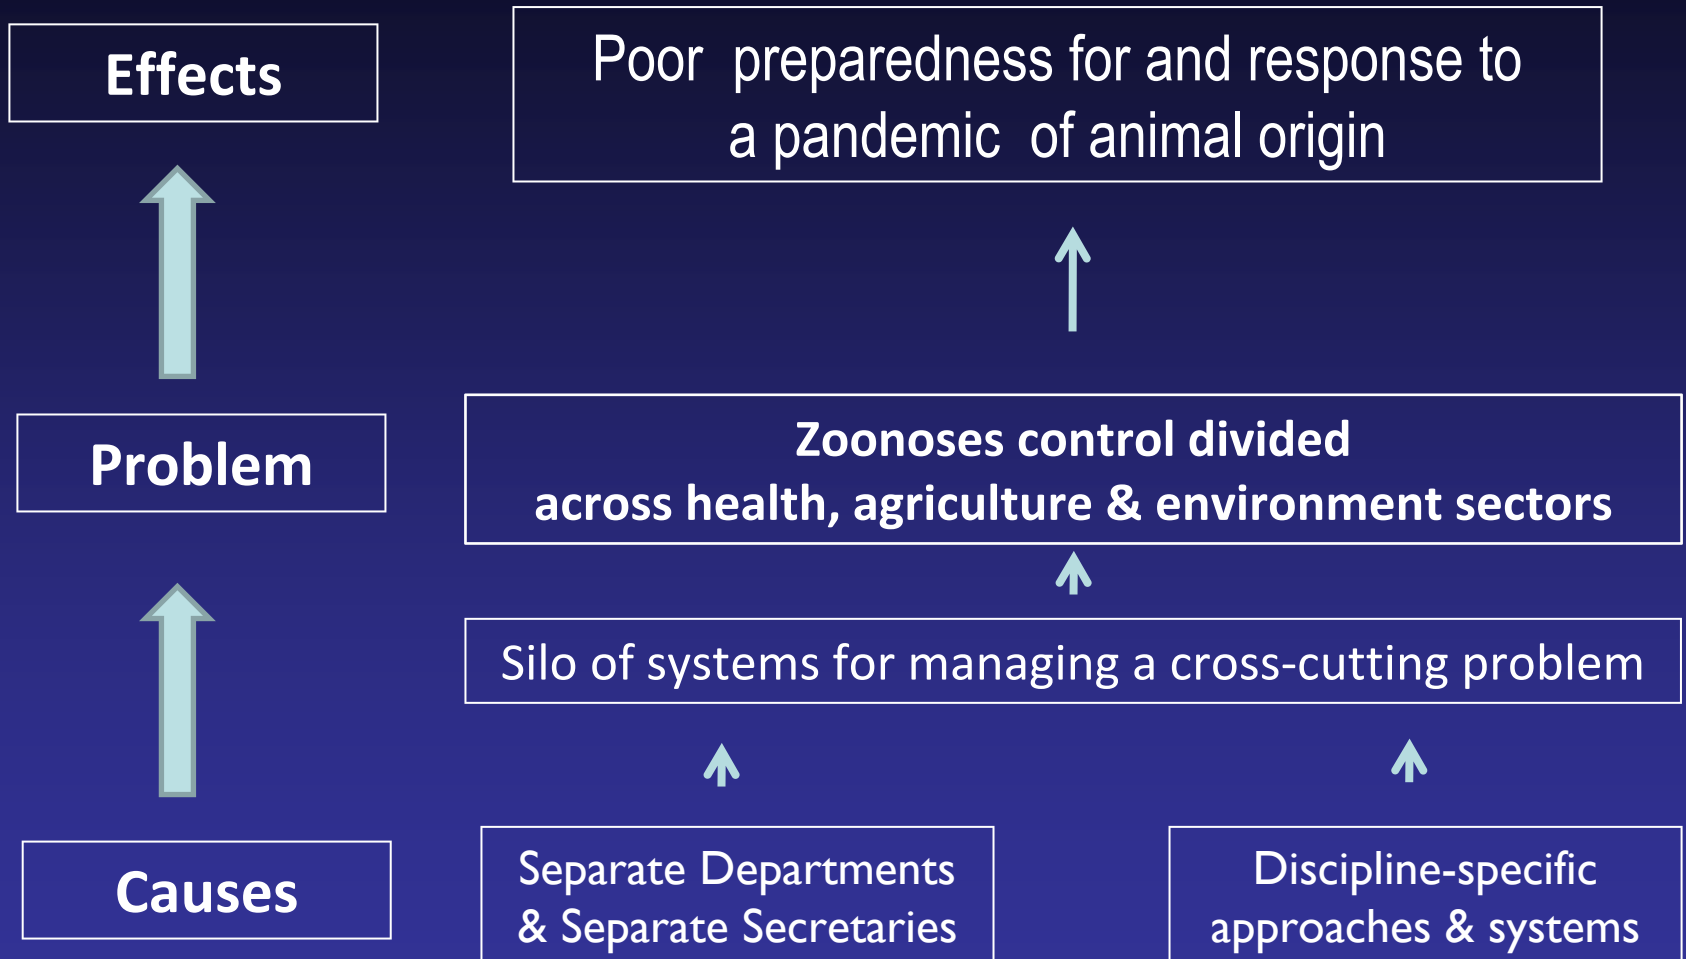 Effects
Poor preparedness for and response to
a pandemic of animal origin
Problem
Zoonoses control divided
across health, agriculture & environment sectors
Silo of systems for managing a cross-cutting problem
Causes
Separate Departments
& Separate Secretaries
Discipline-specific
approaches & systems